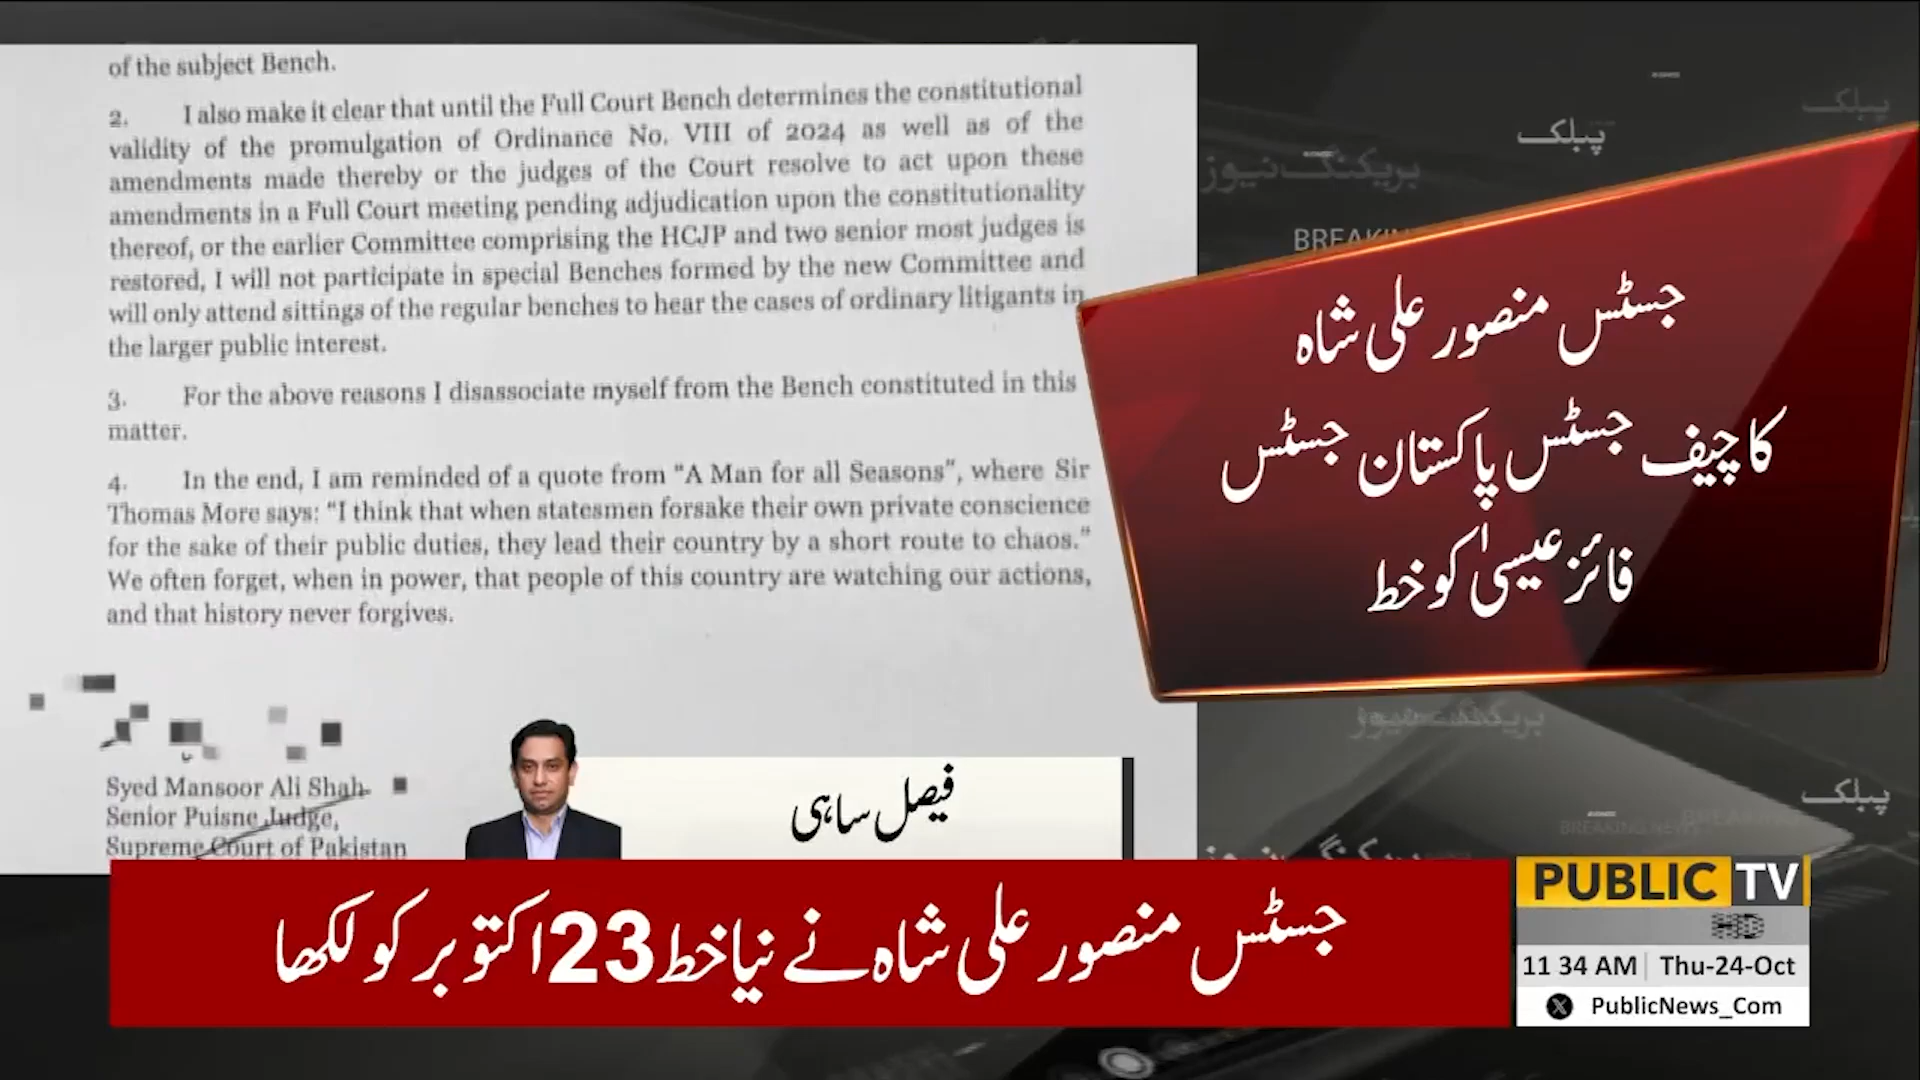 of the subject Bench.
2. I also make it clear that until the Full Court Bench determines the constitutional
validity of the promulgation of Ordinance No. VIII of 2024 as well as of the
amendments made thereby or the judges of the Court resolve to act upon these
amendments in a Full Court meeting pending adjudication upon the constitutionality
thereof, or the earlier Committee comprising the HCJP and two senior most judges is
restored, I will not participate in special Benches formed by the new Committee and
will only attend sittings of the regular benches to hear the cases of ordinary litigants in
the larger public interest.
3. For the above reasons I disassociate myself from the Bench constituted in this
matter.
4. In the end, I am reminded of a quote from "A Man for all Seasons", where Sir
Thomas More says: "I think that when statesmen forsake their own private conscience
for the sake of their public duties, they lead their country by a short route to chaos."
We often forget, when in power, that people of this country are watching our actions,
and that history never forgives.
Syed Mansoor Ali Shah
Senior Puisne Judge,
Supreme Court of Pakistan
پبلک
پبلک
بریکنگ نیوز
جسٹس منصور علی شاہ
کا چیف جسٹس پاکستان جسٹس
فائز عیسیٰ کو خط
بریکنگ نیوز
پبلک
BREAKING NEWS
فیصل ساہی
جسٹس منصور علی شاہ نے نیا خط 23 اکتوبر کو لکھا
PUBLIC TV
HD
11 34 AM Thu-24-Oct
PublicNews_Com